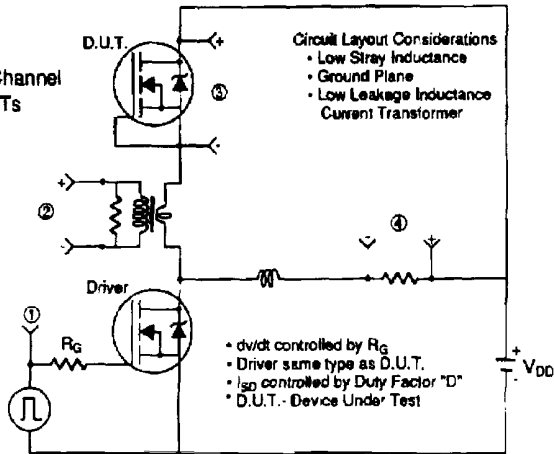 D.U.T.
Channel
Ts
+
③
-
Circuit Layout Considerations
• Low Stray Inductance
• Ground Plane
• Low Leakage Inductance
Current Transformer
②
+
-
④
-
+
Driver
①
RG
• dv/dt controlled by RG
• Driver same type as D.U.T.
• ISD controlled by Duty Factor "D"
* D.U.T.- Device Under Test
+
VDD
-